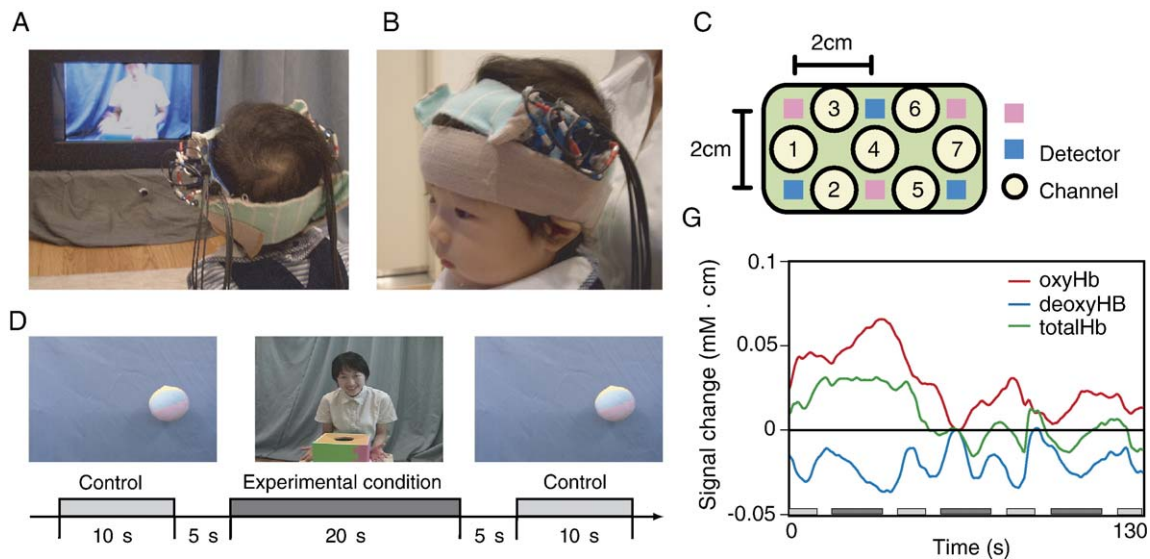 A
B
C
2cm
2cm
3
6
1
4
7
2
5
Detector
Channel
D
Control
Experimental condition
Control
10 s
5 s
20 s
5 s
10 s
G
0.1
0.05
0
-0.05
Signal change (mM · cm)
oxyHb
deoxyHB
totalHb
0
130
Time (s)